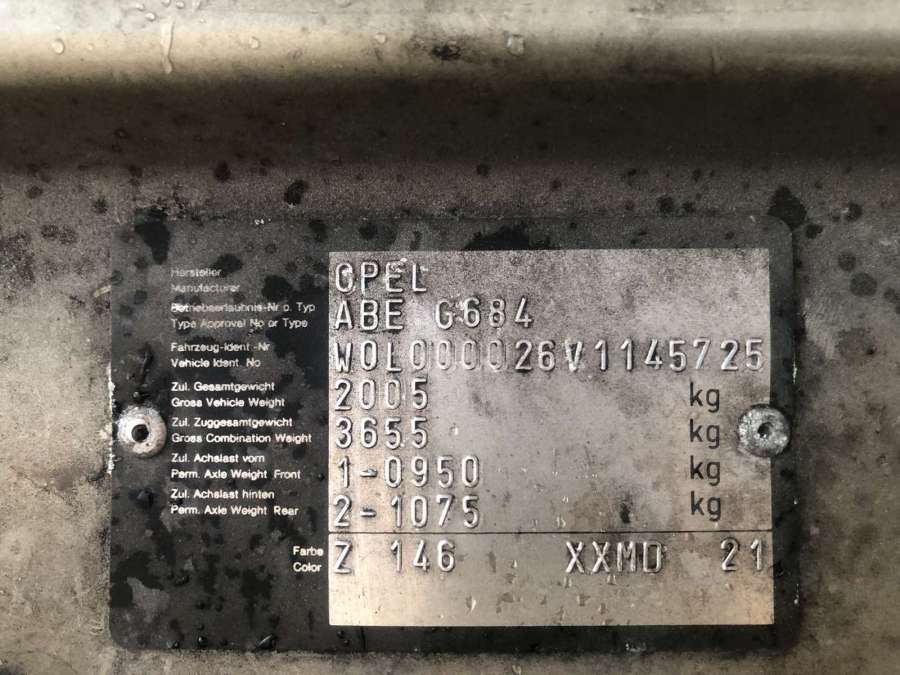 Hersteller
Manufacturer
OPEL
Betriebserlaubnis-Nr o. Typ
Type Approval No or Type
ABE G684
Fahrzeug-Ident.-Nr
Vehicle Ident. No
W0L000026V1145725
Zul. Gesamtgewicht
Gross Vehicle Weight
2005 kg
Zul. Zuggesamtgewicht
Gross Combination Weight
3655 kg
Zul. Achslast vorn
Perm. Axle Weight Front
1-0950 kg
Zul. Achslast hinten
Perm. Axle Weight Rear
2-1075 kg
Farbe
Color
Z 146 XXMD 21